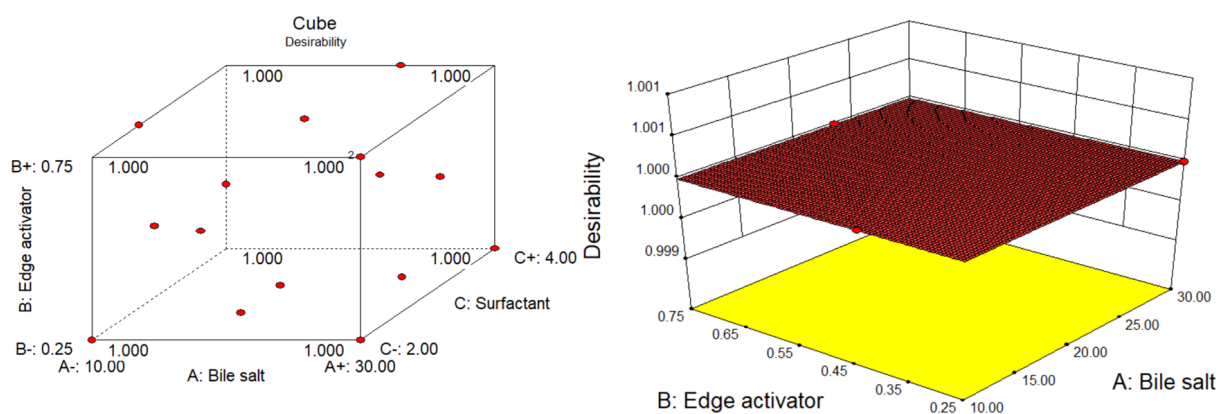 Cube
Desirability
1.000
1.000
B+: 0.75
1.000
1.000
2
B: Edge activator
1.000
1.000
C+: 4.00
C: Surfactant
B-: 0.25
1.000
1.000
C-: 2.00
A-: 10.00
A+: 30.00
A: Bile salt
1.001
1.001
1.000
1.000
0.999
Desirability
0.75
0.65
0.55
0.45
0.35
0.25
10.00
15.00
20.00
25.00
30.00
B: Edge activator
A: Bile salt